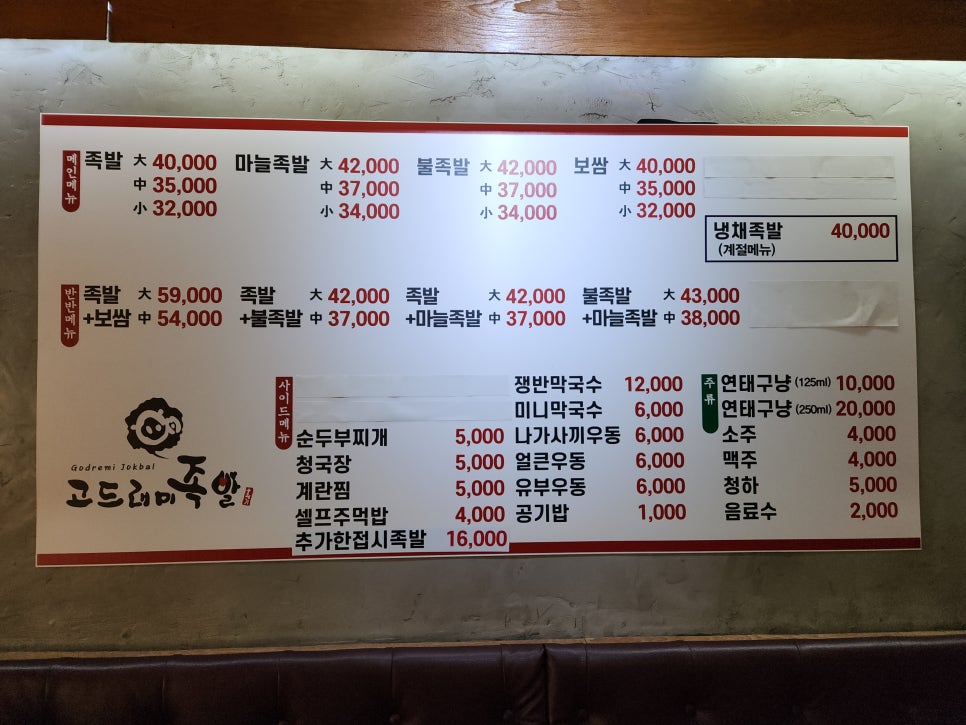 메인메뉴
족발 大 40,000
中 35,000
小 32,000
마늘족발 大 42,000
中 37,000
小 34,000
불족발 大 42,000
中 37,000
小 34,000
보쌈 大 40,000
中 35,000
小 32,000
냉채족발 40,000
(계절메뉴)
반반메뉴
족발 大 59,000
+보쌈 中 54,000
족발 大 42,000
+불족발 中 37,000
족발 大 42,000
+마늘족발 中 37,000
불족발 大 43,000
+마늘족발 中 38,000
Godremi Jokbal
고드래미족발
사이드메뉴
순두부찌개 5,000
청국장 5,000
계란찜 5,000
셀프주먹밥 4,000
추가한접시족발 16,000
쟁반막국수 12,000
미니막국수 6,000
나가사끼우동 6,000
얼큰우동 6,000
유부우동 6,000
공기밥 1,000
주류
연태구냥 (125ml) 10,000
연태구냥 (250ml) 20,000
소주 4,000
맥주 4,000
청하 5,000
음료수 2,000